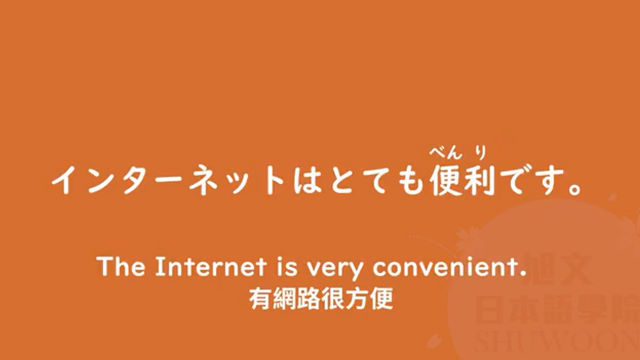 べん り
インターネットはとても便利です。
The Internet is very convenient.
有網路很方便
旭文
日本語學院
SHUWOON